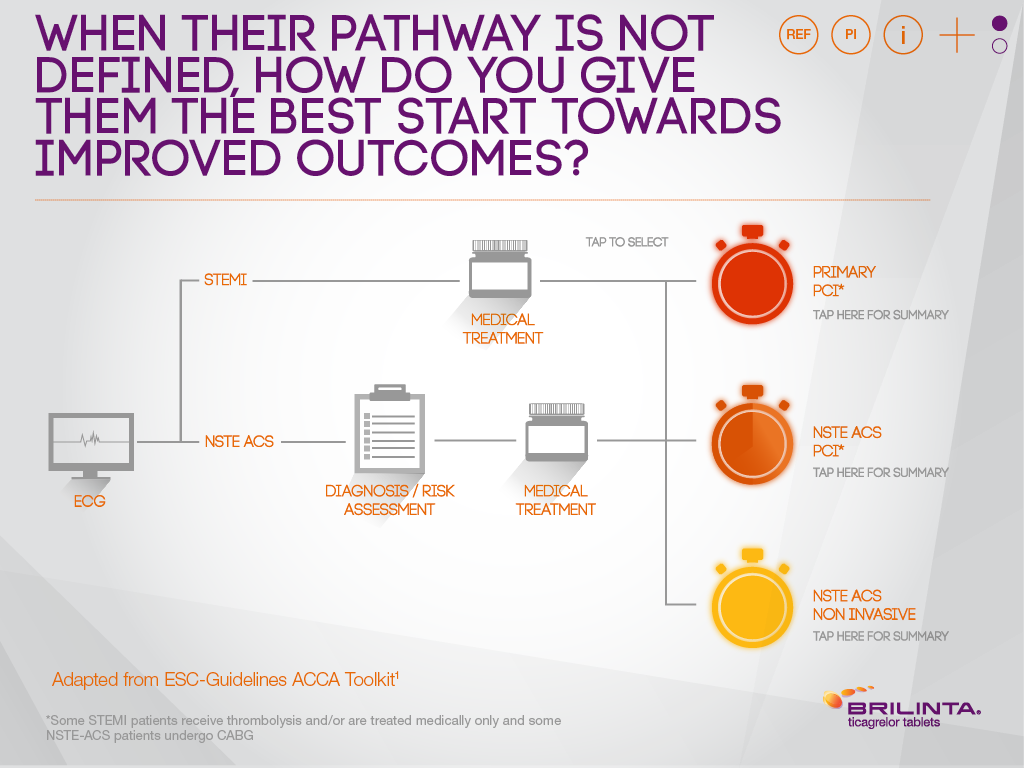 WHEN THEIR PATHWAY IS NOT
DEFINED, HOW DO YOU GIVE
THEM THE BEST START TOWARDS
IMPROVED OUTCOMES?
REF
PI
i
TAP TO SELECT
STEMI
MEDICAL
TREATMENT
PRIMARY
PCI*
TAP HERE FOR SUMMARY
ECG
NSTE ACS
DIAGNOSIS / RISK
ASSESSMENT
MEDICAL
TREATMENT
NSTE ACS
PCI*
TAP HERE FOR SUMMARY
NSTE ACS
NON INVASIVE
TAP HERE FOR SUMMARY
Adapted from ESC-Guidelines ACCA Toolkit¹
*Some STEMI patients receive thrombolysis and/or are treated medically only and some
NSTE-ACS patients undergo CABG
BRILINTA®
ticagrelor tablets